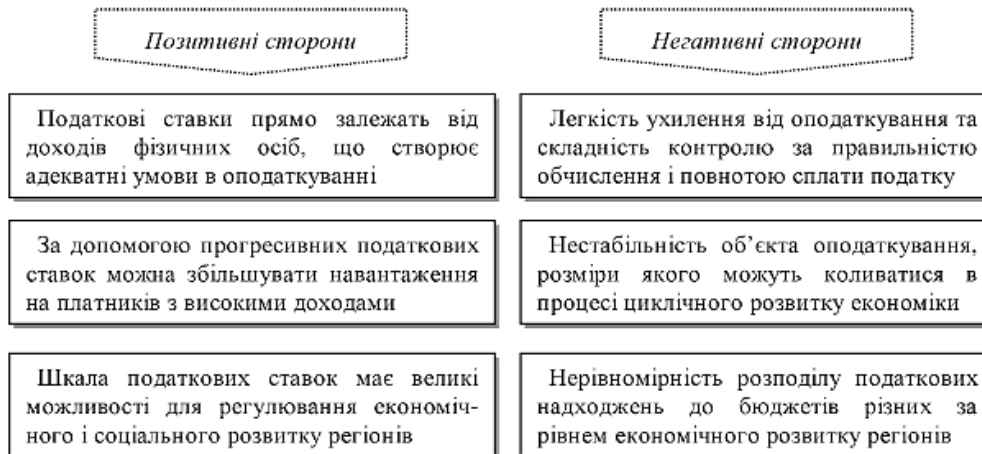 Позитивні сторони
Податкові ставки прямо залежать від
доходів фізичних осіб, що створює
адекватні умови в оподаткуванні
За допомогою прогресивних податкових
ставок можна збільшувати навантаження
на платників з високими доходами
Шкала податкових ставок має великі
можливості для регулювання економіч-
ного і соціального розвитку регіонів
Негативні сторони
Легкість ухилення від оподаткування та
складність контролю за правильністю
обчислення і повнотою сплати податку
Нестабільність об’єкта оподаткування,
розміри якого можуть коливатися в
процесі циклічного розвитку економіки
Нерівномірність розподілу податкових
надходжень до бюджетів різних за
рівнем економічного розвитку регіонів